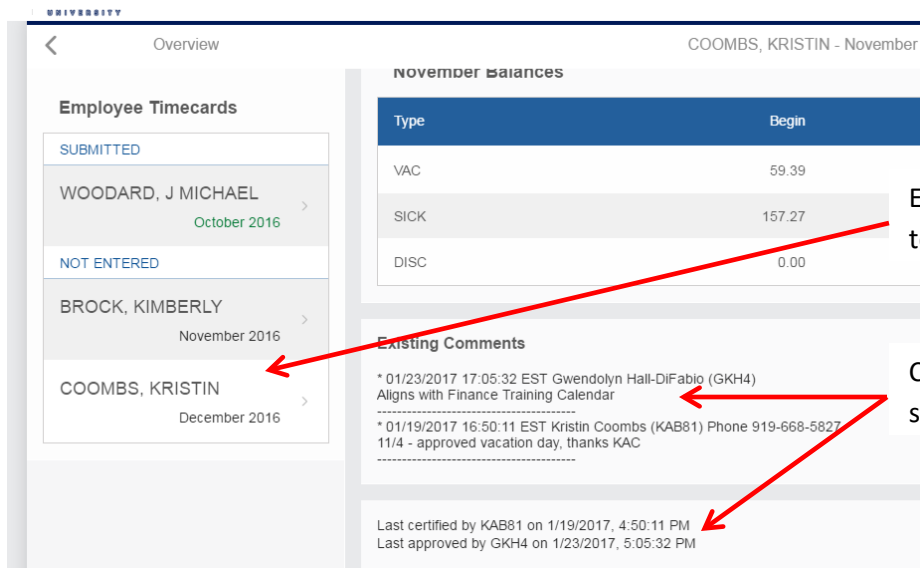 UNIVERSITY
Overview
COOMBS, KRISTIN - November
Employee Timecards
SUBMITTED
WOODARD, J MICHAEL
October 2016
NOT ENTERED
BROCK, KIMBERLY
November 2016
COOMBS, KRISTIN
December 2016
November Balances
Type Begin
VAC 59.39
SICK 157.27
DISC 0.00
Existing Comments
* 01/23/2017 17:05:32 EST Gwendolyn Hall-DiFabio (GKH4)
Aligns with Finance Training Calendar
----------------------------------------
* 01/19/2017 16:50:11 EST Kristin Coombs (KAB81) Phone 919-668-5827
11/4 - approved vacation day, thanks KAC
----------------------------------------
Last certified by KAB81 on 1/19/2017, 4:50:11 PM
Last approved by GKH4 on 1/23/2017, 5:05:32 PM